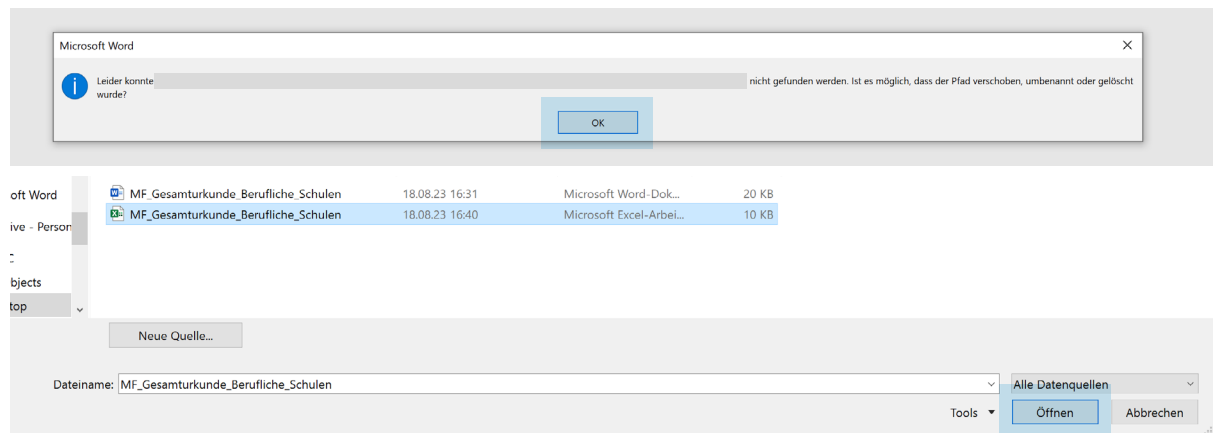 Microsoft Word
Leider konnte nicht gefunden werden. Ist es möglich, dass der Pfad verschoben, umbenannt oder gelöscht
wurde?
OK
oft Word
MF_Gesamturkunde_Berufliche_Schulen 18.08.23 16:31 Microsoft Word-Dok... 20 KB
MF_Gesamturkunde_Berufliche_Schulen 18.08.23 16:40 Microsoft Excel-Arbei... 10 KB
ive - Person
bjects
top
Neue Quelle...
Dateiname: MF_Gesamturkunde_Berufliche_Schulen Alle Datenquellen
Tools Öffnen Abbrechen